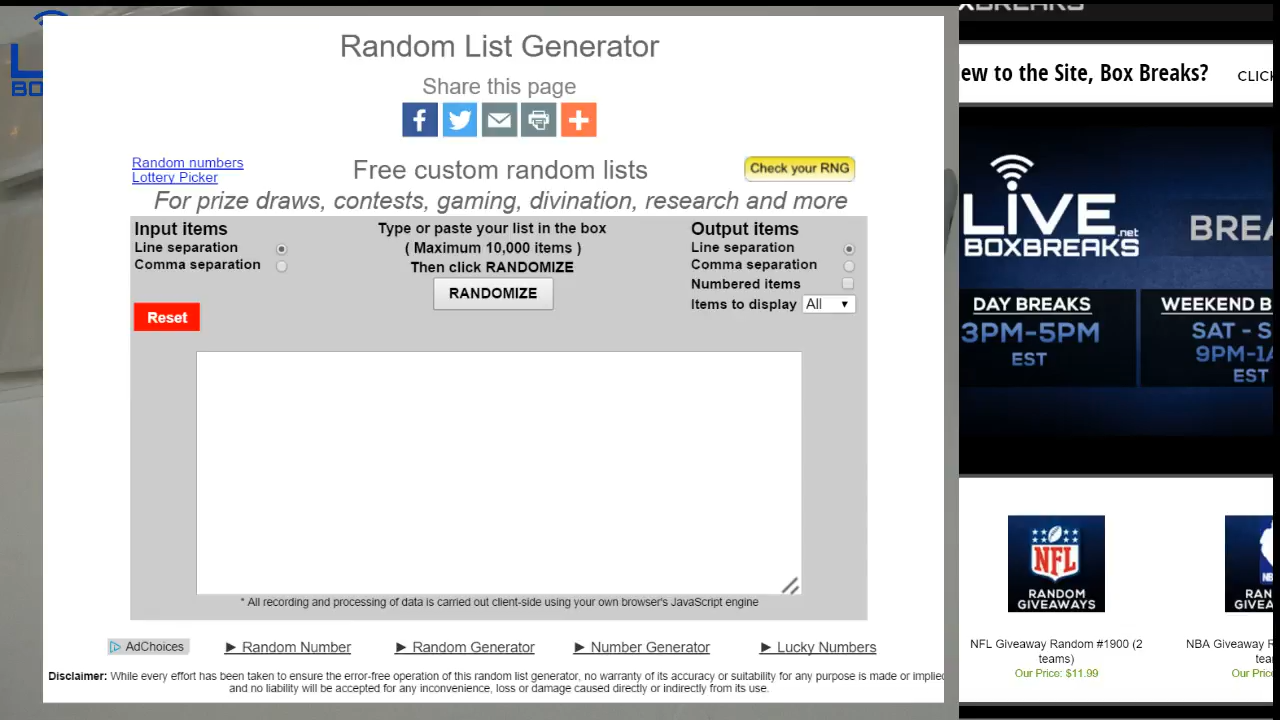 Random List Generator
Share this page
Random numbers
Lottery Picker
Free custom random lists
Check your RNG
For prize draws, contests, gaming, divination, research and more
Input items
Line separation
Comma separation
Reset
Type or paste your list in the box
( Maximum 10,000 items )
Then click RANDOMIZE
RANDOMIZE
Output items
Line separation
Comma separation
Numbered items
Items to display All
* All recording and processing of data is carried out client-side using your own browser's JavaScript engine
AdChoices
► Random Number
► Random Generator
► Number Generator
► Lucky Numbers
Disclaimer: While every effort has been taken to ensure the error-free operation of this random list generator, no warranty of its accuracy or suitability for any purpose is made or implied
and no liability will be accepted for any inconvenience, loss or damage caused directly or indirectly from its use.
L
BO
BOXBREAKS
ew to the Site, Box Breaks?
CLICK
LIVE
.net
BOXBREAKS
BREA
DAY BREAKS
3PM-5PM
EST
WEEKEND B
SAT - S
9PM-1A
EST
NFL
RANDOM
GIVEAWAYS
NFL Giveaway Random #1900 (2
teams)
Our Price: $11.99
NB
RAN
GIVEA
NBA Giveaway
tea
Our Pric